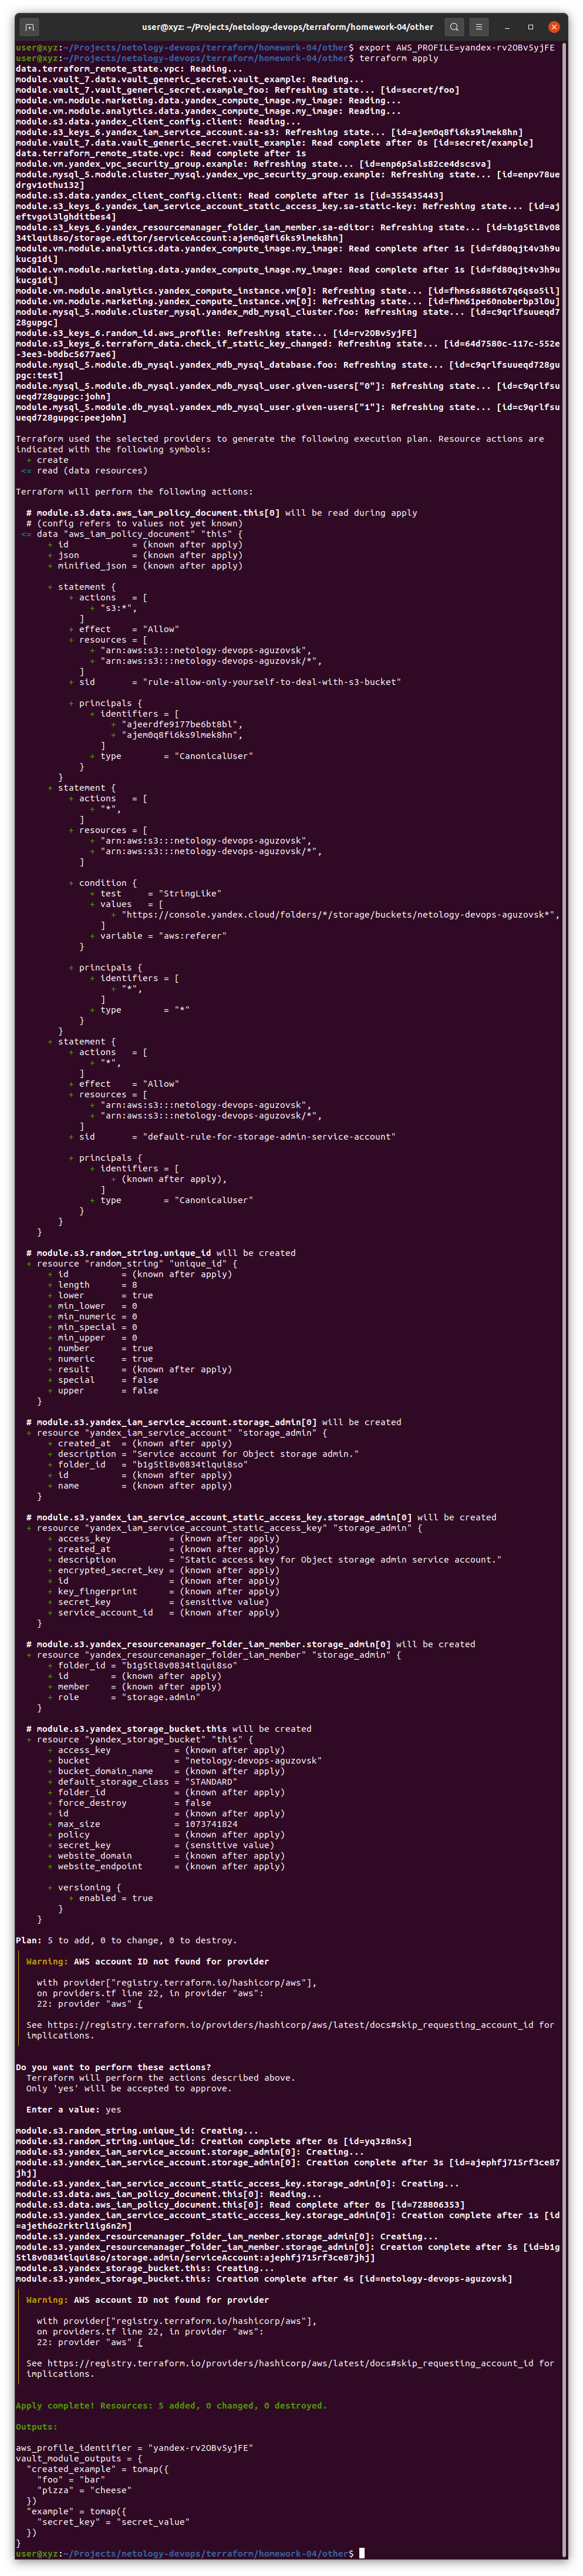 user@xyz: ~/Projects/netology-devops/terraform/homework-04/other
user@xyz:~/Projects/netology-devops/terraform/homework-04/other$ export AWS_PROFILE=yandex-rv2OBv5yjFE
user@xyz:~/Projects/netology-devops/terraform/homework-04/other$ terraform apply
data.terraform_remote_state.vpc: Reading...
module.vault_7.data.vault_generic_secret.vault_example: Reading...
module.vault_7.vault_generic_secret.example_foo: Refreshing state... [id=secret/foo]
module.vm.module.marketing.data.yandex_compute_image.my_image: Reading...
module.vm.module.analytics.data.yandex_compute_image.my_image: Reading...
module.s3.data.yandex_client_config.client: Reading...
module.s3_keys_6.yandex_iam_service_account.sa-s3: Refreshing state... [id=ajem0q8fi6ks9lmek8hn]
module.vault_7.data.vault_generic_secret.vault_example: Read complete after 0s [id=secret/example]
data.terraform_remote_state.vpc: Read complete after 1s
module.vm.yandex_vpc_security_group.example: Refreshing state... [id=enp6p5als82ce4dscsva]
module.mysql_5.module.cluster_mysql.yandex_vpc_security_group.example: Refreshing state... [id=enpv78ue
drgv1othu132]
module.s3.data.yandex_client_config.client: Read complete after 1s [id=355435443]
module.s3_keys_6.yandex_iam_service_account_static_access_key.sa-static-key: Refreshing state... [id=aj
eftvgoi3lghditbes4]
module.s3_keys_6.yandex_resourcemanager_folder_iam_member.sa-editor: Refreshing state... [id=b1g5tl8v08
34tlqui8so/storage.editor/serviceAccount:ajem0q8fi6ks9lmek8hn]
module.vm.module.analytics.data.yandex_compute_image.my_image: Read complete after 1s [id=fd80qjt4v3h9u
kucg1di]
module.vm.module.marketing.data.yandex_compute_image.my_image: Read complete after 1s [id=fd80qjt4v3h9u
kucg1di]
module.vm.module.analytics.yandex_compute_instance.vm[0]: Refreshing state... [id=fhms6s886t67q6qso5il]
module.vm.module.marketing.yandex_compute_instance.vm[0]: Refreshing state... [id=fhm61pe60noberbp3l0u]
module.mysql_5.module.cluster_mysql.yandex_mdb_mysql_cluster.foo: Refreshing state... [id=c9qrlfsuueqd7
28gupgc]
module.s3_keys_6.random_id.aws_profile: Refreshing state... [id=rv2OBv5yjFE]
module.s3_keys_6.terraform_data.check_if_static_key_changed: Refreshing state... [id=64d7580c-117c-552e
-3ee3-b0dbc5677ae6]
module.mysql_5.module.db_mysql.yandex_mdb_mysql_database.foo: Refreshing state... [id=c9qrlfsuueqd728gu
pgc:test]
module.mysql_5.module.db_mysql.yandex_mdb_mysql_user.given-users["0"]: Refreshing state... [id=c9qrlfsu
ueqd728gupgc:john]
module.mysql_5.module.db_mysql.yandex_mdb_mysql_user.given-users["1"]: Refreshing state... [id=c9qrlfsu
ueqd728gupgc:peejohn]
Terraform used the selected providers to generate the following execution plan. Resource actions are
indicated with the following symbols:
+ create
<= read (data resources)
Terraform will perform the following actions:
# module.s3.data.aws_iam_policy_document.this[0] will be read during apply
# (config refers to values not yet known)
<= data "aws_iam_policy_document" "this" {
+ id            = (known after apply)
+ json          = (known after apply)
+ minified_json = (known after apply)
+ statement {
+ actions   = [
+ "s3:*",
]
+ effect    = "Allow"
+ resources = [
+ "arn:aws:s3:::netology-devops-aguzovsk",
+ "arn:aws:s3:::netology-devops-aguzovsk/*",
]
+ sid       = "rule-allow-only-yourself-to-deal-with-s3-bucket"
+ principals {
+ identifiers = [
+ "ajeerdfe9177be6bt8bl",
+ "ajem0q8fi6ks9lmek8hn",
]
+ type        = "CanonicalUser"
}
}
+ statement {
+ actions   = [
+ "*",
]
+ resources = [
+ "arn:aws:s3:::netology-devops-aguzovsk",
+ "arn:aws:s3:::netology-devops-aguzovsk/*",
]
+ condition {
+ test     = "StringLike"
+ values   = [
+ "https://console.yandex.cloud/folders/*/storage/buckets/netology-devops-aguzovsk*",
]
+ variable = "aws:referer"
}
+ principals {
+ identifiers = [
+ "*",
]
+ type        = "*"
}
}
+ statement {
+ actions   = [
+ "*",
]
+ effect    = "Allow"
+ resources = [
+ "arn:aws:s3:::netology-devops-aguzovsk",
+ "arn:aws:s3:::netology-devops-aguzovsk/*",
]
+ sid       = "default-rule-for-storage-admin-service-account"
+ principals {
+ identifiers = [
+ (known after apply),
]
+ type        = "CanonicalUser"
}
}
}
# module.s3.random_string.unique_id will be created
+ resource "random_string" "unique_id" {
+ id          = (known after apply)
+ length      = 8
+ lower       = true
+ min_lower   = 0
+ min_numeric = 0
+ min_special = 0
+ min_upper   = 0
+ number      = true
+ numeric     = true
+ result      = (known after apply)
+ special     = false
+ upper       = false
}
# module.s3.yandex_iam_service_account.storage_admin[0] will be created
+ resource "yandex_iam_service_account" "storage_admin" {
+ created_at  = (known after apply)
+ description = "Service account for Object storage admin."
+ folder_id   = "b1g5tl8v0834tlqui8so"
+ id          = (known after apply)
+ name        = (known after apply)
}
# module.s3.yandex_iam_service_account_static_access_key.storage_admin[0] will be created
+ resource "yandex_iam_service_account_static_access_key" "storage_admin" {
+ access_key           = (known after apply)
+ created_at           = (known after apply)
+ description          = "Static access key for Object storage admin service account."
+ encrypted_secret_key = (known after apply)
+ id                   = (known after apply)
+ key_fingerprint      = (known after apply)
+ secret_key           = (sensitive value)
+ service_account_id   = (known after apply)
}
# module.s3.yandex_resourcemanager_folder_iam_member.storage_admin[0] will be created
+ resource "yandex_resourcemanager_folder_iam_member" "storage_admin" {
+ folder_id = "b1g5tl8v0834tlqui8so"
+ id        = (known after apply)
+ member    = (known after apply)
+ role      = "storage.admin"
}
# module.s3.yandex_storage_bucket.this will be created
+ resource "yandex_storage_bucket" "this" {
+ access_key            = (known after apply)
+ bucket                = "netology-devops-aguzovsk"
+ bucket_domain_name    = (known after apply)
+ default_storage_class = "STANDARD"
+ folder_id             = (known after apply)
+ force_destroy         = false
+ id                    = (known after apply)
+ max_size              = 1073741824
+ policy                = (known after apply)
+ secret_key            = (sensitive value)
+ website_domain        = (known after apply)
+ website_endpoint      = (known after apply)
+ versioning {
+ enabled = true
}
}
Plan: 5 to add, 0 to change, 0 to destroy.
Warning: AWS account ID not found for provider
with provider["registry.terraform.io/hashicorp/aws"],
on providers.tf line 22, in provider "aws":
22: provider "aws" {
See https://registry.terraform.io/providers/hashicorp/aws/latest/docs#skip_requesting_account_id for
implications.
Do you want to perform these actions?
Terraform will perform the actions described above.
Only 'yes' will be accepted to approve.
Enter a value: yes
module.s3.random_string.unique_id: Creating...
module.s3.random_string.unique_id: Creation complete after 0s [id=yq3z8n5x]
module.s3.yandex_iam_service_account.storage_admin[0]: Creating...
module.s3.yandex_iam_service_account.storage_admin[0]: Creation complete after 3s [id=ajephfj715rf3ce87
jhj]
module.s3.yandex_iam_service_account_static_access_key.storage_admin[0]: Creating...
module.s3.data.aws_iam_policy_document.this[0]: Reading...
module.s3.data.aws_iam_policy_document.this[0]: Read complete after 0s [id=728806353]
module.s3.yandex_iam_service_account_static_access_key.storage_admin[0]: Creation complete after 1s [id
=ajeth6o2rktrl1ig6n2m]
module.s3.yandex_resourcemanager_folder_iam_member.storage_admin[0]: Creating...
module.s3.yandex_resourcemanager_folder_iam_member.storage_admin[0]: Creation complete after 5s [id=b1g
5tl8v0834tlqui8so/storage.admin/serviceAccount:ajephfj715rf3ce87jhj]
module.s3.yandex_storage_bucket.this: Creating...
module.s3.yandex_storage_bucket.this: Creation complete after 4s [id=netology-devops-aguzovsk]
Warning: AWS account ID not found for provider
with provider["registry.terraform.io/hashicorp/aws"],
on providers.tf line 22, in provider "aws":
22: provider "aws" {
See https://registry.terraform.io/providers/hashicorp/aws/latest/docs#skip_requesting_account_id for
implications.
Apply complete! Resources: 5 added, 0 changed, 0 destroyed.
Outputs:
aws_profile_identifier = "yandex-rv2OBv5yjFE"
vault_module_outputs = {
"created_example" = tomap({
"foo" = "bar"
"pizza" = "cheese"
})
"example" = tomap({
"secret_key" = "secret_value"
})
}
user@xyz:~/Projects/netology-devops/terraform/homework-04/other$